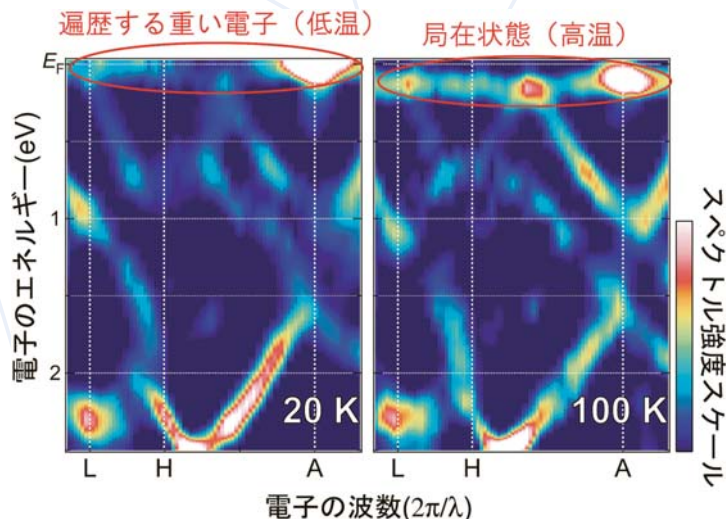 遍歴する重い電子（低温）
局在状態（高温）
EF
1
2
電子のエネルギー(eV)
20 K
100 K
L
H
A
L
H
A
電子の波数(2π/λ)
スペクトル強度スケール